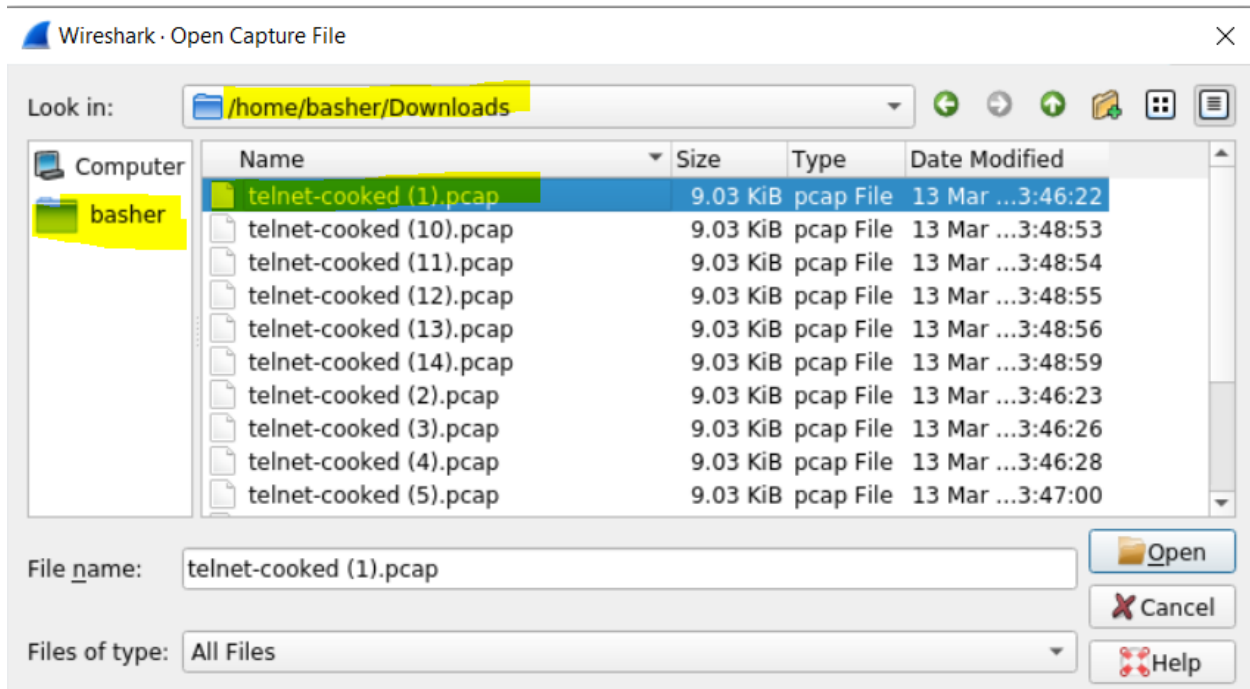 Wireshark · Open Capture File
Look in: /home/basher/Downloads
Computer
basher
Name Size Type Date Modified
telnet-cooked (1).pcap 9.03 KiB pcap File 13 Mar ...3:46:22
telnet-cooked (10).pcap 9.03 KiB pcap File 13 Mar ...3:48:53
telnet-cooked (11).pcap 9.03 KiB pcap File 13 Mar ...3:48:54
telnet-cooked (12).pcap 9.03 KiB pcap File 13 Mar ...3:48:55
telnet-cooked (13).pcap 9.03 KiB pcap File 13 Mar ...3:48:56
telnet-cooked (14).pcap 9.03 KiB pcap File 13 Mar ...3:48:59
telnet-cooked (2).pcap 9.03 KiB pcap File 13 Mar ...3:46:23
telnet-cooked (3).pcap 9.03 KiB pcap File 13 Mar ...3:46:26
telnet-cooked (4).pcap 9.03 KiB pcap File 13 Mar ...3:46:28
telnet-cooked (5).pcap 9.03 KiB pcap File 13 Mar ...3:47:00
File name: telnet-cooked (1).pcap
Open
Cancel
Files of type: All Files
Help